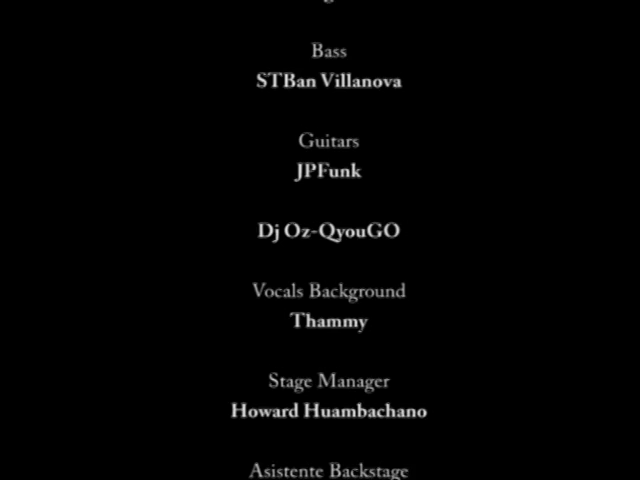 Bass
STBan Villanova
Guitars
JPFunk
Dj Oz-QyouGO
Vocals Background
Thammy
Stage Manager
Howard Huambachano
Asistente Backstage